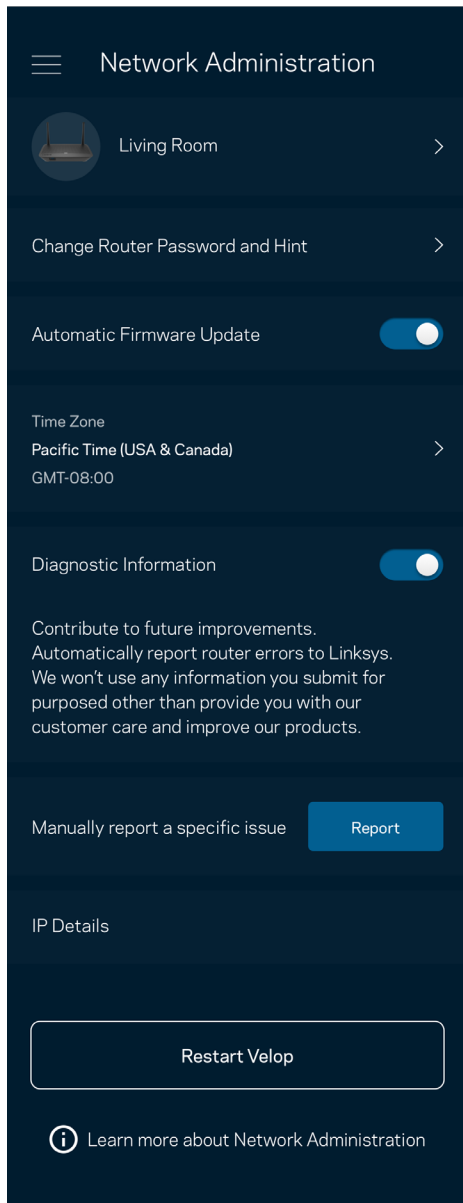 Network Administration
Living Room
Change Router Password and Hint
Automatic Firmware Update
Time Zone
Pacific Time (USA & Canada)
GMT-08:00
Diagnostic Information
Contribute to future improvements.
Automatically report router errors to Linksys.
We won't use any information you submit for
purposed other than provide you with our
customer care and improve our products.
Manually report a specific issue
Report
IP Details
Restart Velop
Learn more about Network Administration